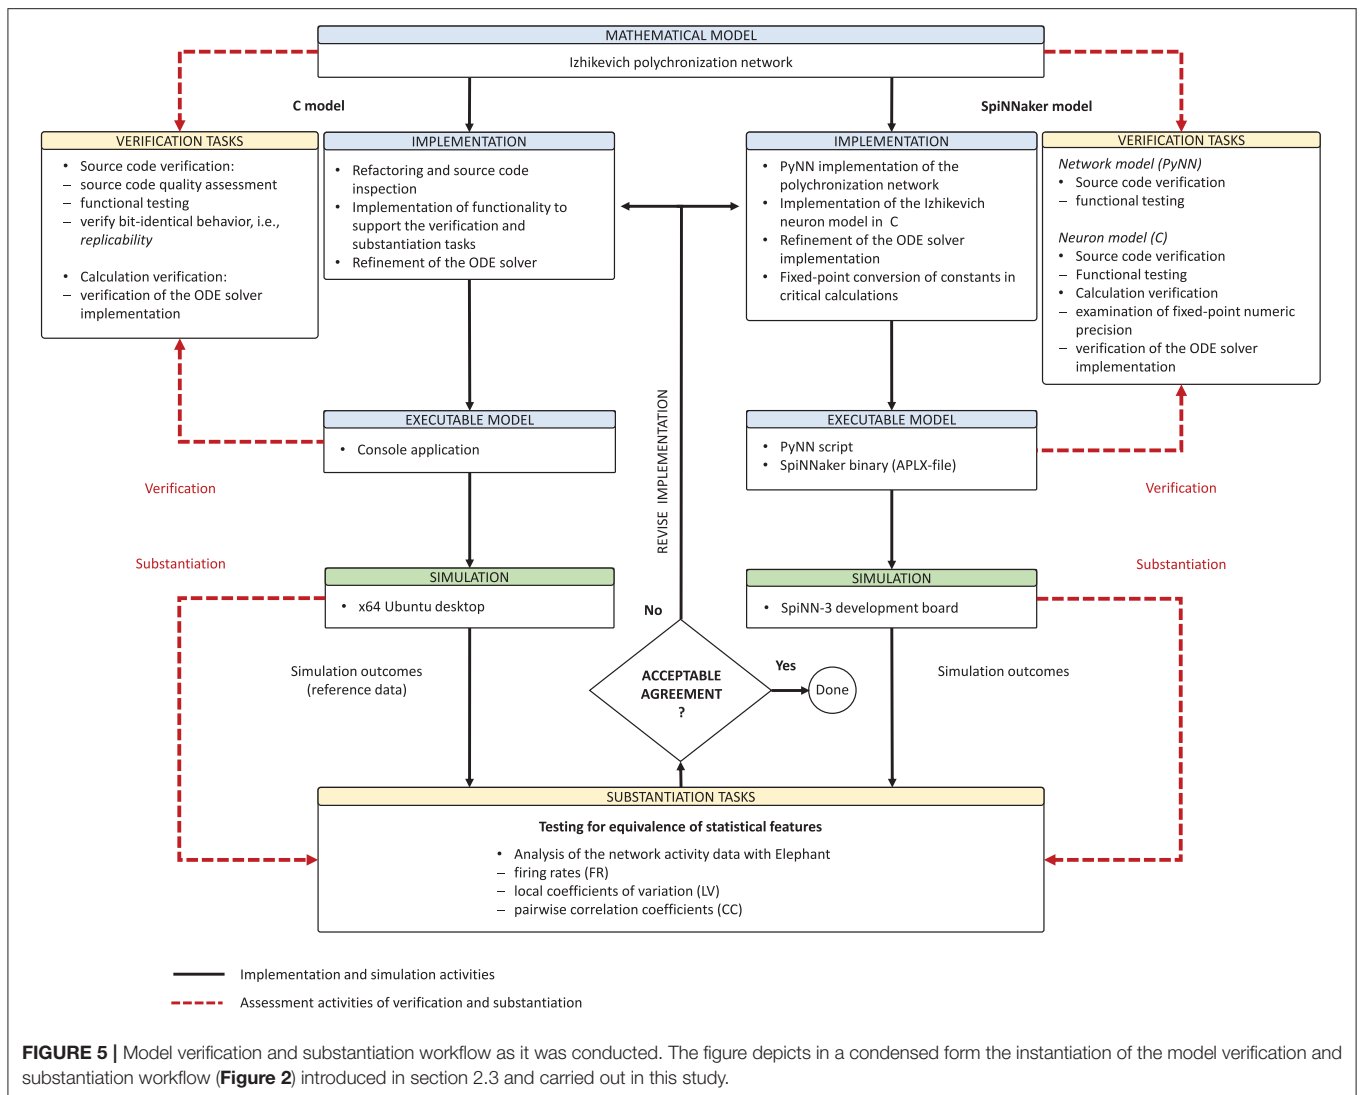 MATHEMATICAL MODEL
Izhikevich polychronization network
C model
SpiNNaker model
VERIFICATION TASKS
• Source code verification:
– source code quality assessment
– functional testing
– verify bit-identical behavior, i.e.,
replicability
• Calculation verification:
– verification of the ODE solver
implementation
IMPLEMENTATION
• Refactoring and source code
inspection
• Implementation of functionality to
support the verification and
substantiation tasks
• Refinement of the ODE solver
IMPLEMENTATION
• PyNN implementation of the
polychronization network
• Implementation of the Izhikevich
neuron model in C
• Refinement of the ODE solver
implementation
• Fixed-point conversion of constants in
critical calculations
VERIFICATION TASKS
Network model (PyNN)
• Source code verification
– functional testing
Neuron model (C)
• Source code verification
– Functional testing
• Calculation verification
– examination of fixed-point numeric
precision
– verification of the ODE solver
implementation
REVISE IMPLEMENTATION
EXECUTABLE MODEL
• Console application
EXECUTABLE MODEL
• PyNN script
• SpiNNaker binary (APLX-file)
Verification
Verification
Substantiation
Substantiation
SIMULATION
• x64 Ubuntu desktop
SIMULATION
• SpiNN-3 development board
No
Simulation outcomes
(reference data)
ACCEPTABLE
AGREEMENT
?
Yes
Done
Simulation outcomes
SUBSTANTIATION TASKS
Testing for equivalence of statistical features
• Analysis of the network activity data with Elephant
– firing rates (FR)
– local coefficients of variation (LV)
– pairwise correlation coefficients (CC)
Implementation and simulation activities
Assessment activities of verification and substantiation
FIGURE 5 | Model verification and substantiation workflow as it was conducted. The figure depicts in a condensed form the instantiation of the model verification and
substantiation workflow (Figure 2) introduced in section 2.3 and carried out in this study.